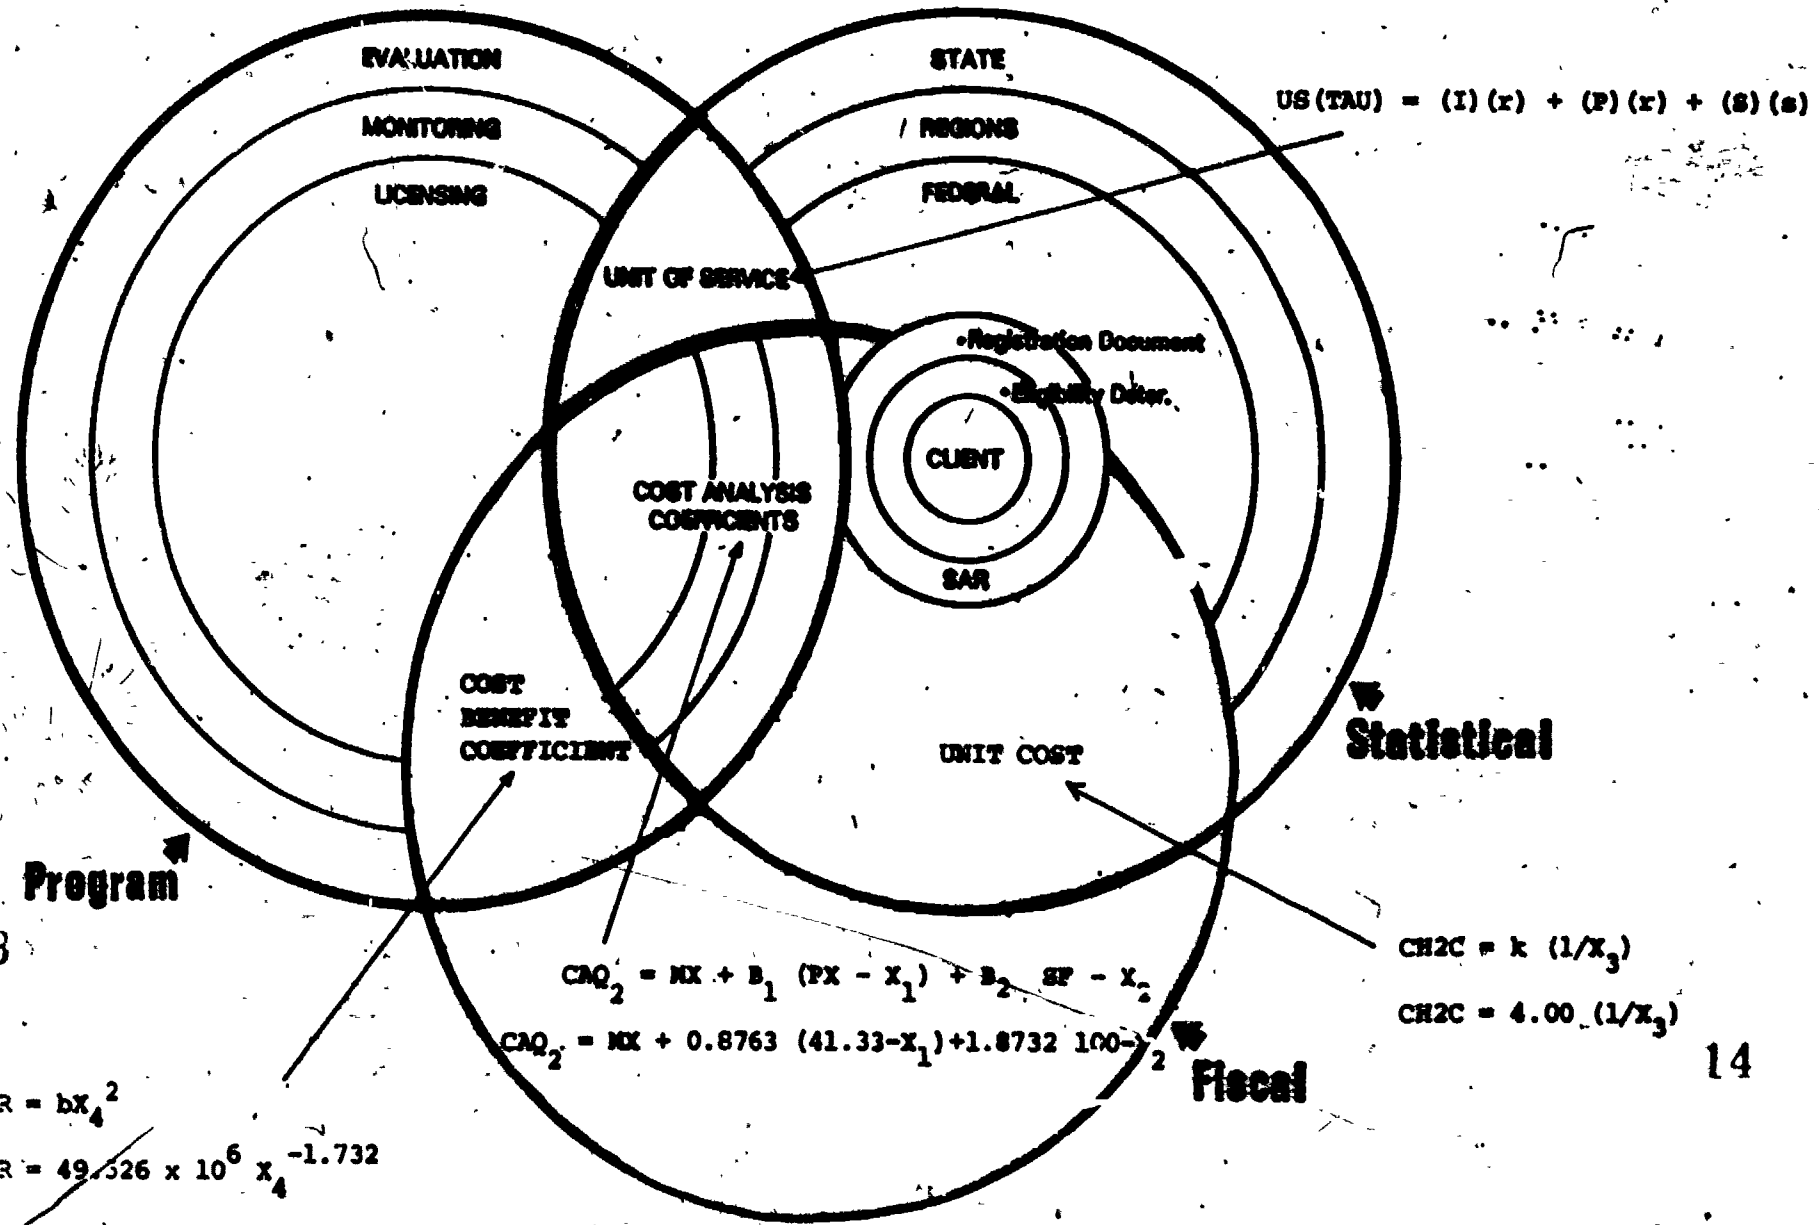 EVALUATION
MONITORING
LICENSING
STATE
REGIONS
FEDERAL
US(TAU) = (I)(r) + (P)(r) + (S)(s)
UNIT OF SERVICE
•Registration Document
•Eligibility Deter.
CLIENT
SAR
COST ANALYSIS
COEFFICIENTS
COST
BENEFIT
COEFFICIENT
UNIT COST
Statistical
Program
CAQ2 = MX + B1 (PX - X1) + B2 SF - X2
CAQ2 = MX + 0.8763 (41.33-X1)+1.8732 100- 2
CH2C = k (1/X3)
CH2C = 4.00 (1/X3)
Fiscal
14
R = bX4^2
R = 49.526 x 10^6 X4^-1.732